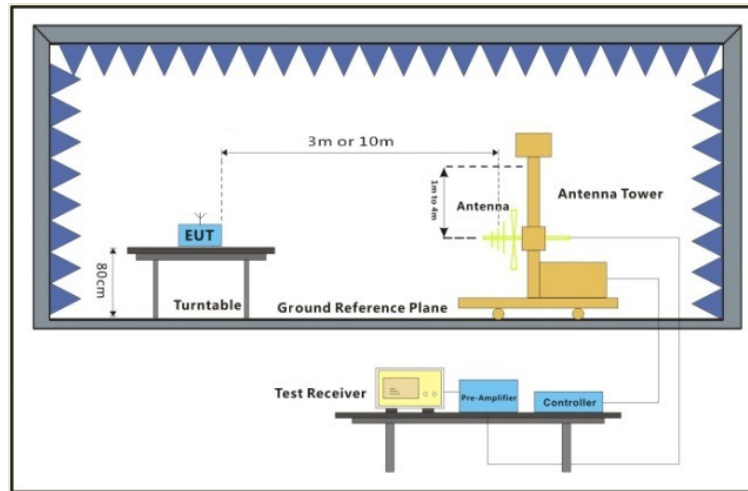 3m or 10m
1m to 4m
Antenna Tower
Antenna
EUT
80cm
Turntable
Ground Reference Plane
Test Receiver
Pre-Amplifier
Controller